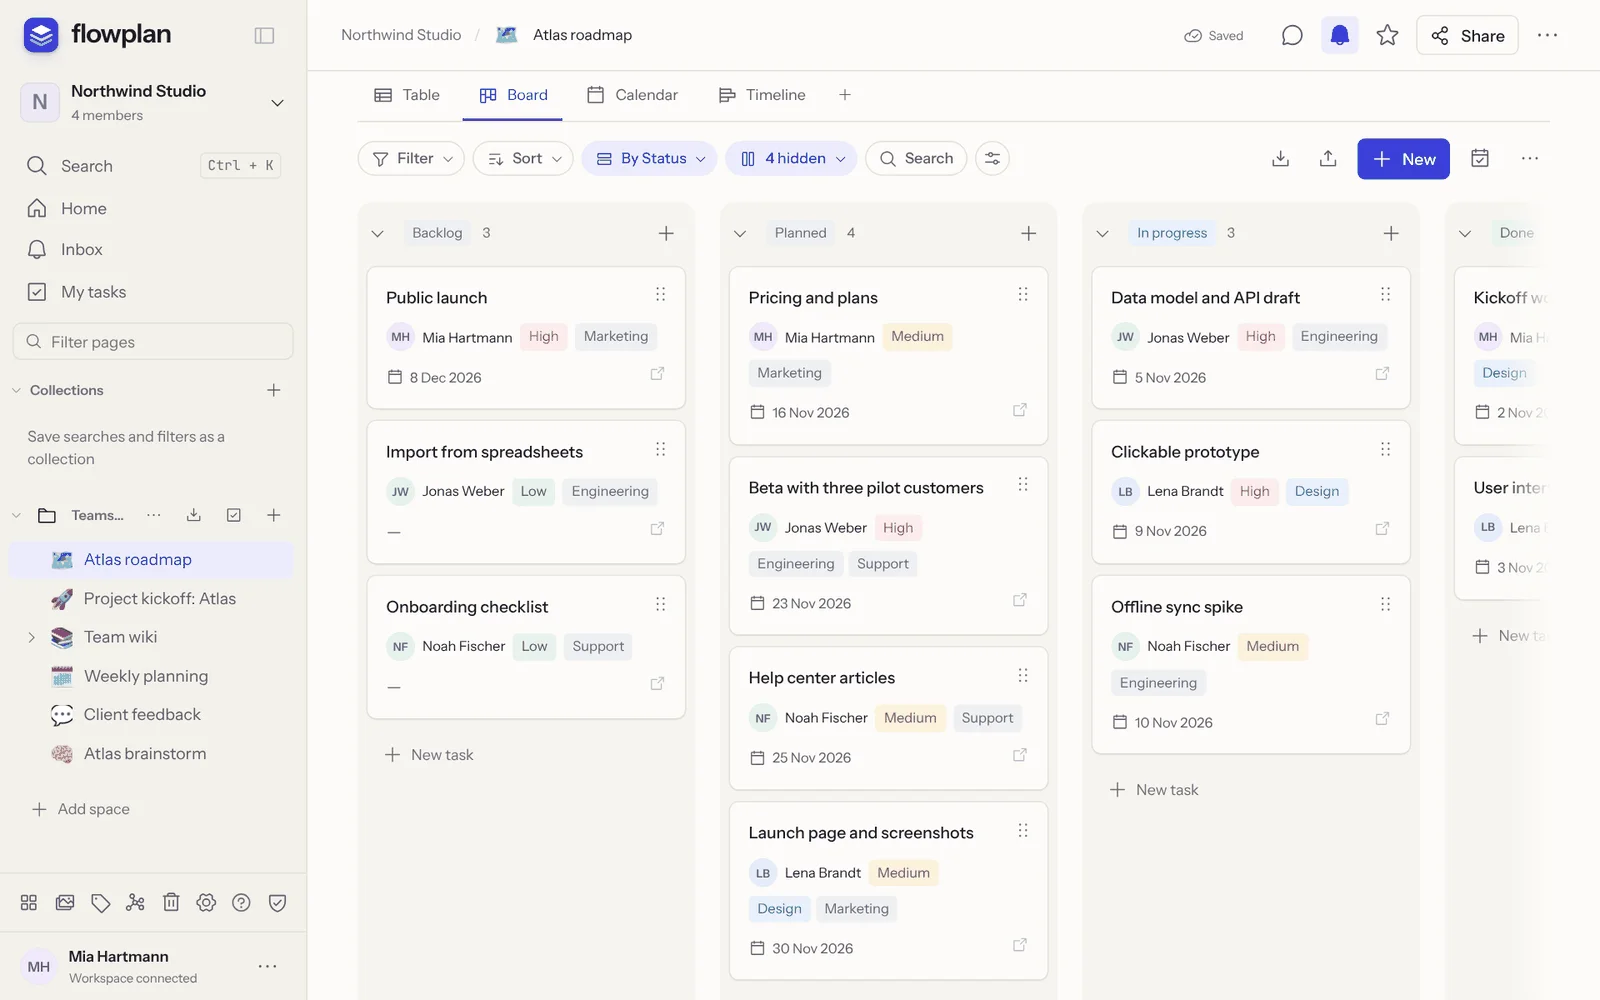 flowplan
N
Northwind Studio
4 members
Search
Ctrl + K
Home
Inbox
My tasks
Filter pages
Collections
Save searches and filters as a
collection
Teams...
Atlas roadmap
Project kickoff: Atlas
Team wiki
Weekly planning
Client feedback
Atlas brainstorm
Add space
MH
Mia Hartmann
Workspace connected
Northwind Studio / Atlas roadmap
Saved
Share
Table
Board
Calendar
Timeline
Filter
Sort
By Status
4 hidden
Search
New
Backlog 3
Public launch
MH Mia Hartmann High Marketing
8 Dec 2026
Import from spreadsheets
JW Jonas Weber Low Engineering
—
Onboarding checklist
NF Noah Fischer Low Support
—
New task
Planned 4
Pricing and plans
MH Mia Hartmann Medium
Marketing
16 Nov 2026
Beta with three pilot customers
JW Jonas Weber High
Engineering Support
23 Nov 2026
Help center articles
NF Noah Fischer Medium Support
25 Nov 2026
Launch page and screenshots
LB Lena Brandt Medium
Design Marketing
30 Nov 2026
In progress 3
Data model and API draft
JW Jonas Weber High Engineering
5 Nov 2026
Clickable prototype
LB Lena Brandt High Design
9 Nov 2026
Offline sync spike
NF Noah Fischer Medium
Engineering
10 Nov 2026
New task
Done
Kickoff
MH Mia
Design
2 Nov
User
LB Lena
3 Nov
New